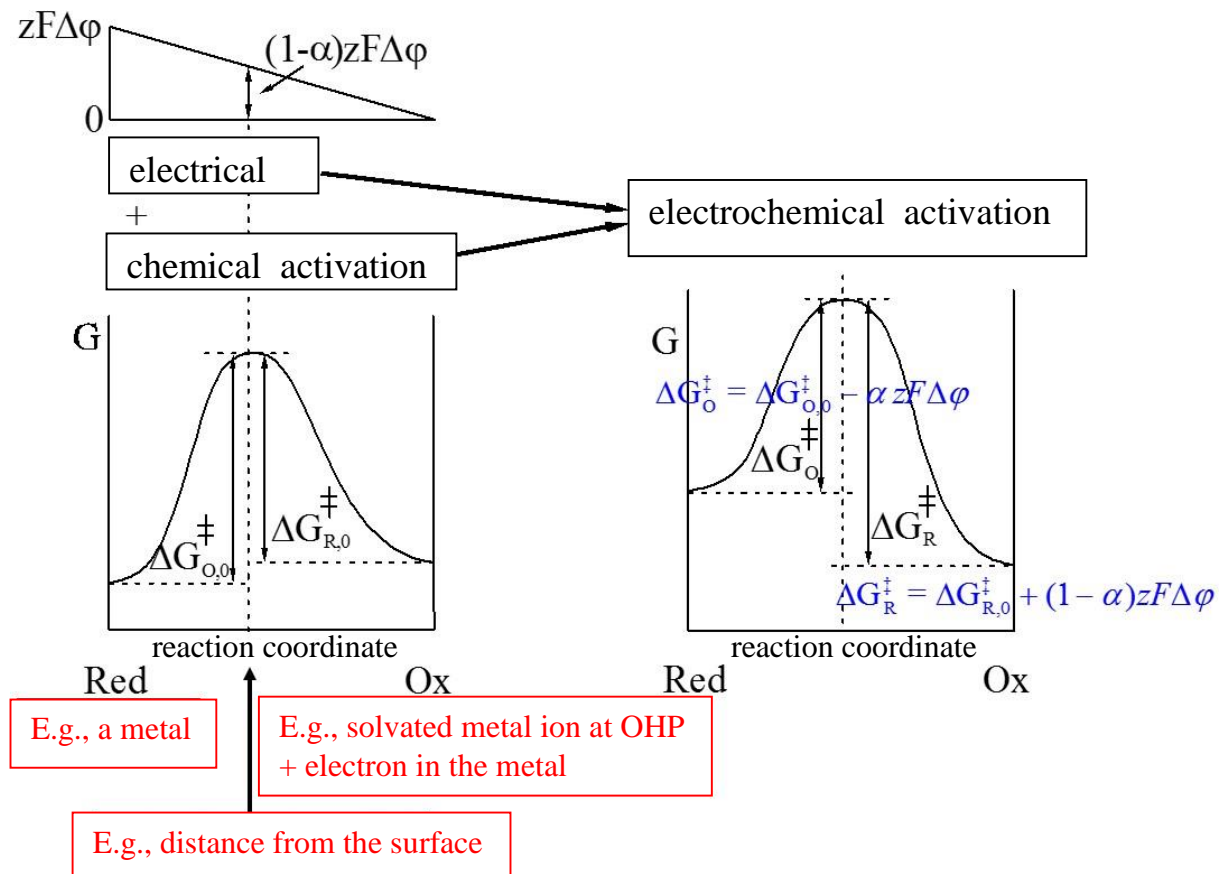 zFΔφ
(1-α)zFΔφ
0
electrical
+
chemical activation
electrochemical activation
G
ΔG‡O,0
ΔG‡R,0
reaction coordinate
Red
Ox
G
ΔG‡O = ΔG‡O,0 − α zFΔφ
ΔG‡O
ΔG‡R
ΔG‡R = ΔG‡R,0 + (1 − α)zFΔφ
reaction coordinate
Red
Ox
E.g., a metal
E.g., solvated metal ion at OHP
+ electron in the metal
E.g., distance from the surface